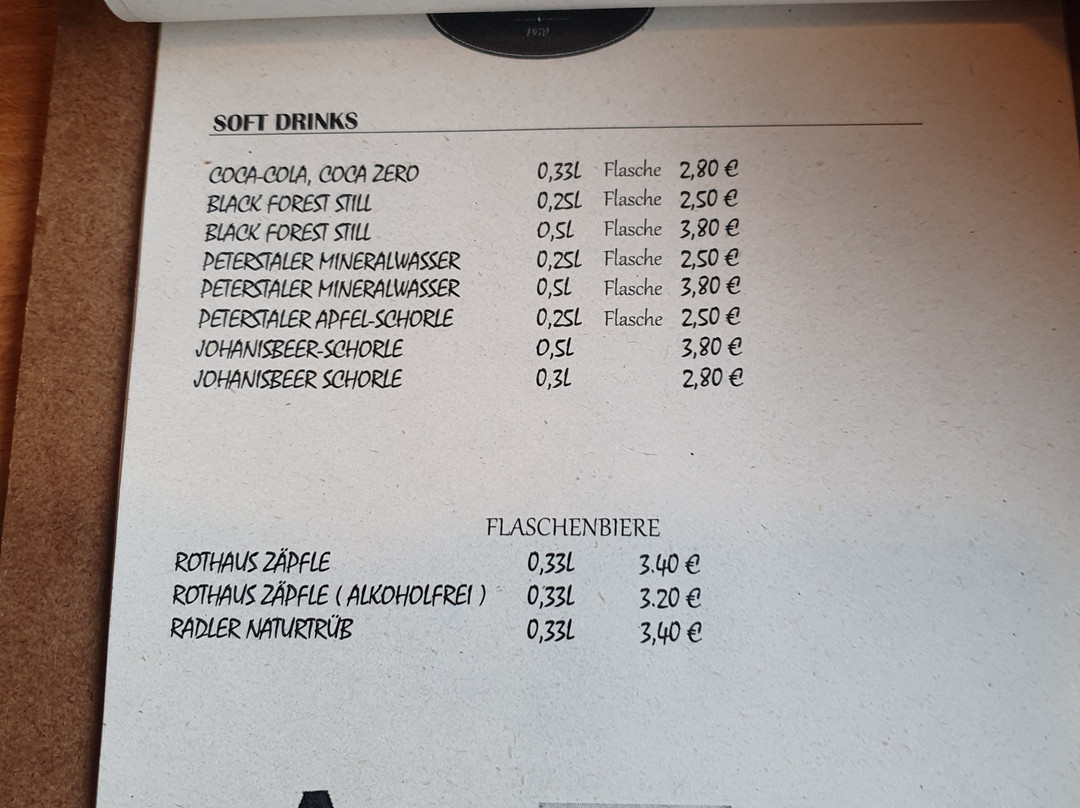 1970
SOFT DRINKS
COCA-COLA, COCA ZERO 0,33L Flasche 2,80 €
BLACK FOREST STILL 0,25L Flasche 2,50 €
BLACK FOREST STILL 0,5L Flasche 3,80 €
PETERSTALER MINERALWASSER 0,25L Flasche 2,50 €
PETERSTALER MINERALWASSER 0,5L Flasche 3,80 €
PETERSTALER APFEL-SCHORLE 0,25L Flasche 2,50 €
JOHANISBEER-SCHORLE 0,5L 3,80 €
JOHANISBEER SCHORLE 0,3L 2,80 €
FLASCHENBIERE
ROTHAUS ZÄPFLE 0,33L 3.40 €
ROTHAUS ZÄPFLE ( ALKOHOLFREI ) 0,33L 3.20 €
RADLER NATURTRÜB 0,33L 3,40 €